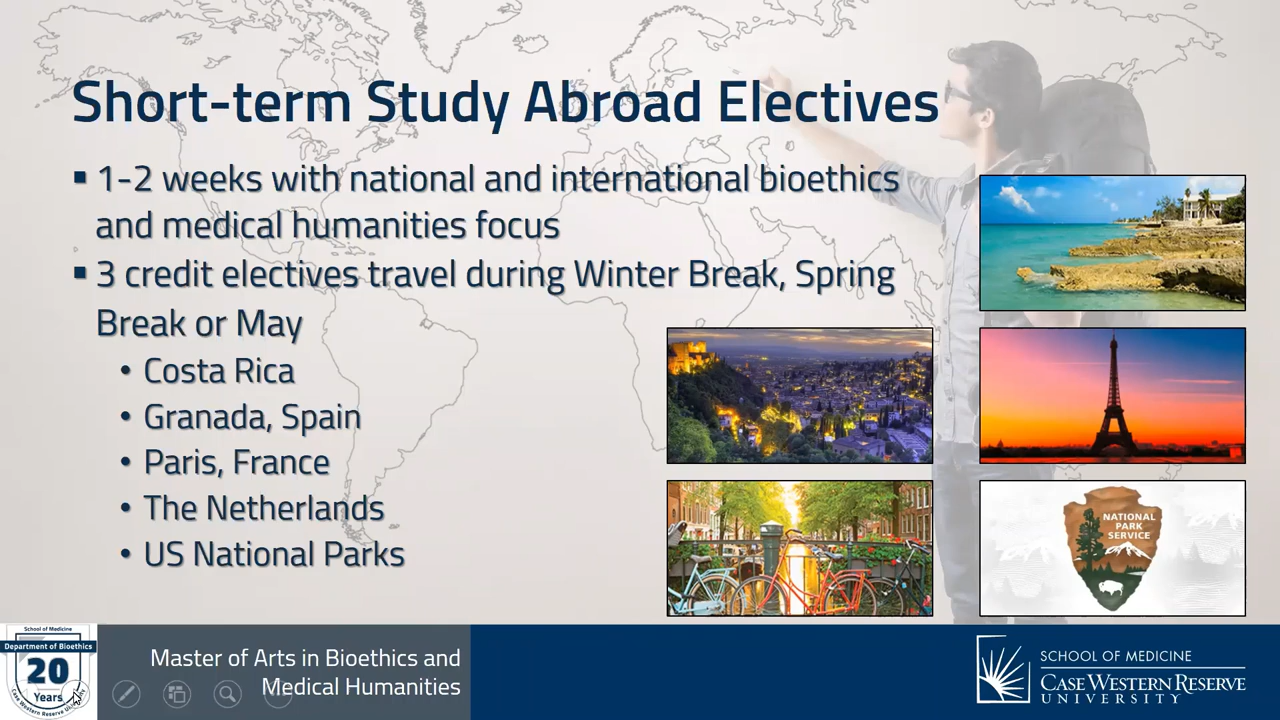 Short-term Study Abroad Electives
▪ 1-2 weeks with national and international bioethics
and medical humanities focus
▪ 3 credit electives travel during Winter Break, Spring
Break or May
• Costa Rica
• Granada, Spain
• Paris, France
• The Netherlands
• US National Parks
NATIONAL
PARK
SERVICE
School of Medicine
Department of Bioethics
20
Years
Master of Arts in Bioethics and
Medical Humanities
SCHOOL OF MEDICINE
CASE WESTERN RESERVE
UNIVERSITY